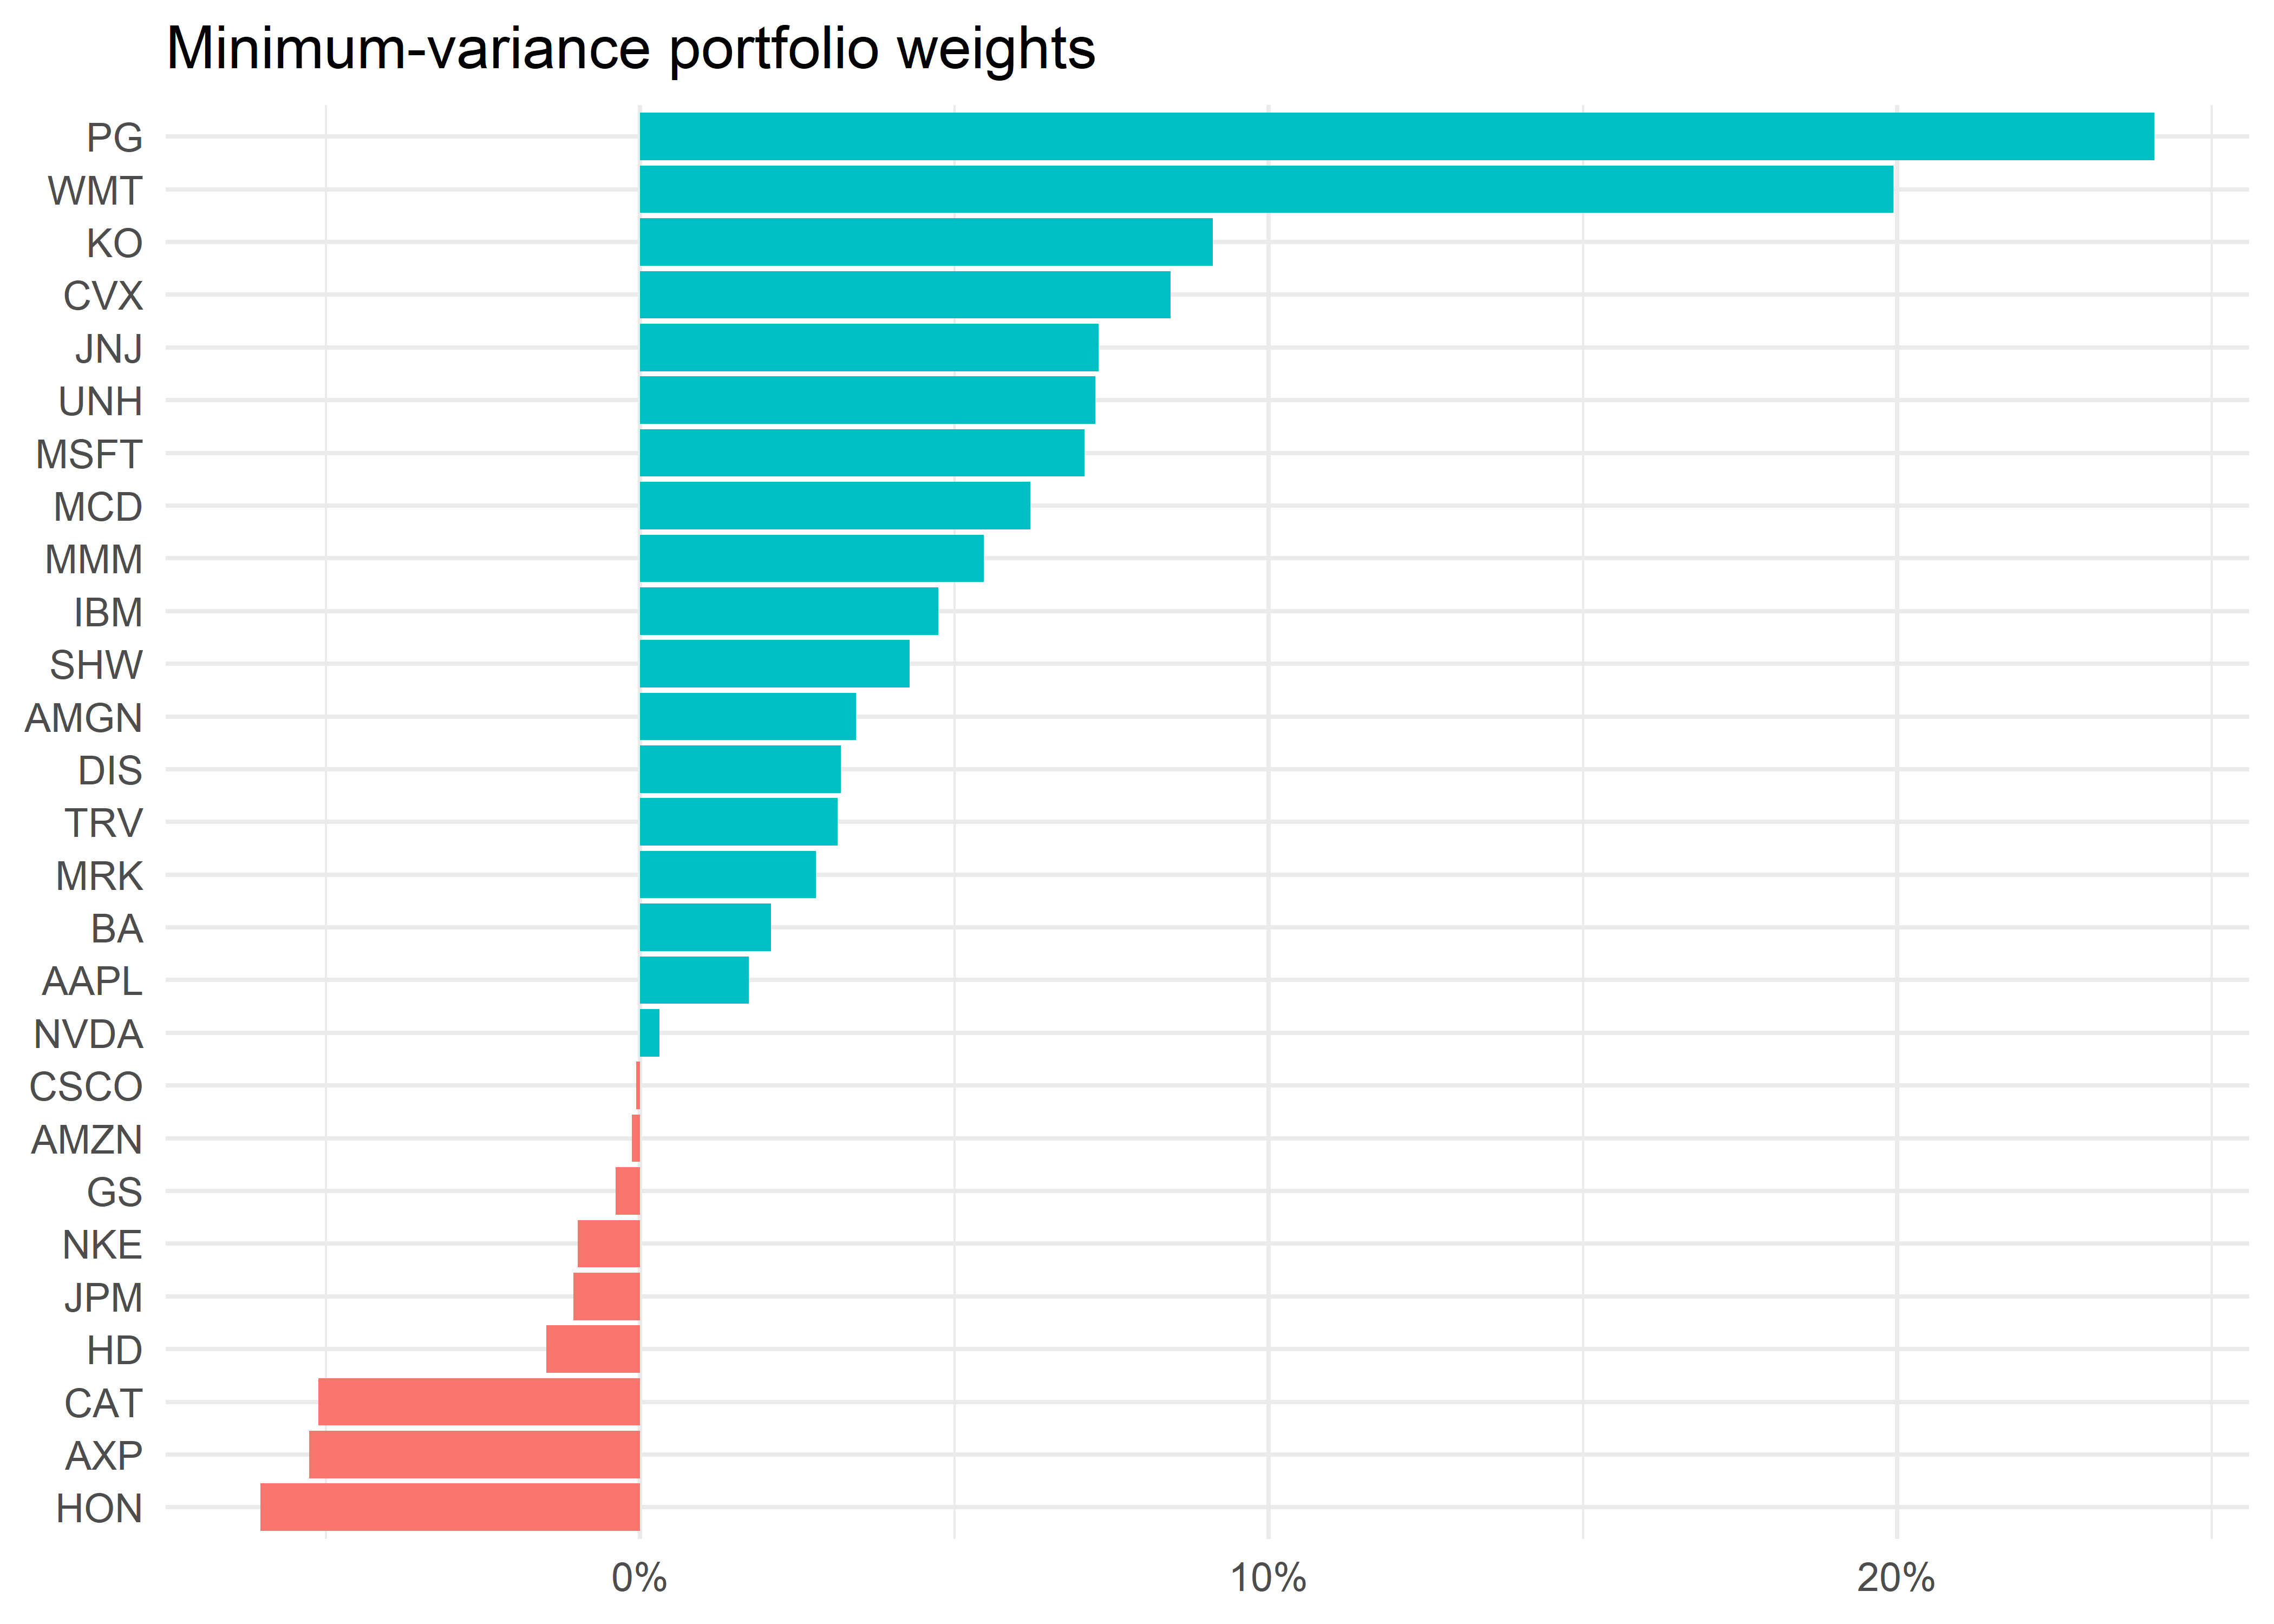 Minimum-variance portfolio weights
PG
WMT
KO
CVX
JNJ
UNH
MSFT
MCD
MMM
IBM
SHW
AMGN
DIS
TRV
MRK
BA
AAPL
NVDA
CSCO
AMZN
GS
NKE
JPM
HD
CAT
AXP
HON
0% 10% 20%